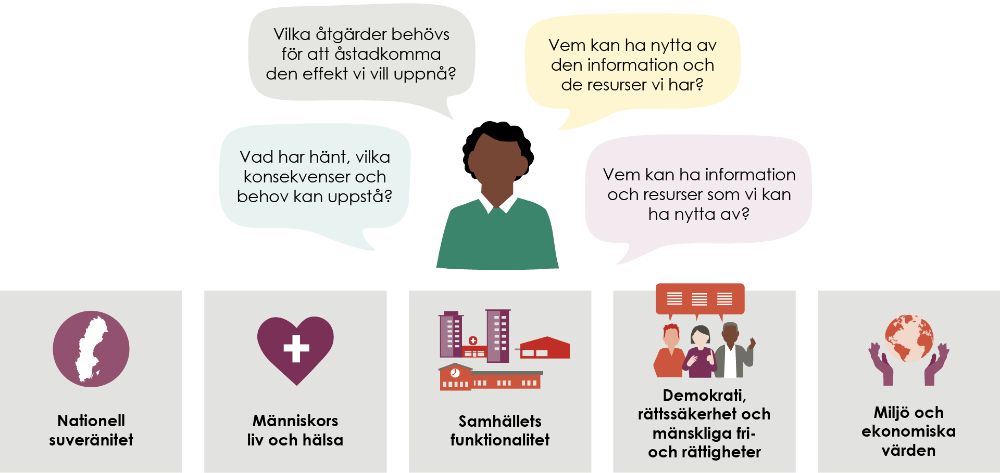 Vilka åtgärder behövs
för att åstadkomma
den effekt vi vill uppnå?
Vem kan ha nytta av
den information och
de resurser vi har?
Vad har hänt, vilka
konsekvenser och
behov kan uppstå?
Vem kan ha information
och resurser som vi kan
ha nytta av?
Nationell
suveränitet
Människors
liv och hälsa
Samhällets
funktionalitet
Demokrati,
rättssäkerhet och
mänskliga fri-
och rättigheter
Miljö och
ekonomiska
värden